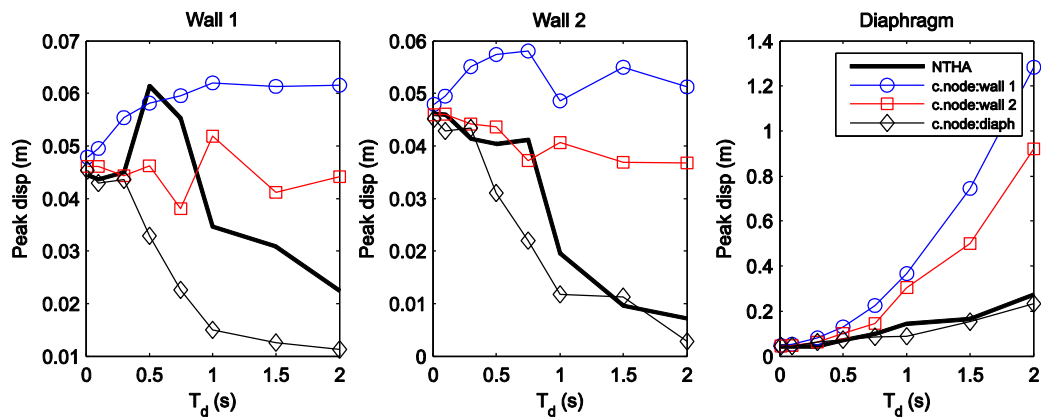 Wall 1
Peak disp (m)
0.07
0.06
0.05
0.04
0.03
0.02
0.01
0 0.5 1 1.5 2
T_d (s)
Wall 2
Peak disp (m)
0.06
0.05
0.04
0.03
0.02
0.01
0
0 0.5 1 1.5 2
T_d (s)
Diaphragm
Peak disp (m)
1.4
1.2
1
0.8
0.6
0.4
0.2
0
0 0.5 1 1.5 2
T_d (s)
NTHA
c.node:wall 1
c.node:wall 2
c.node:diaph